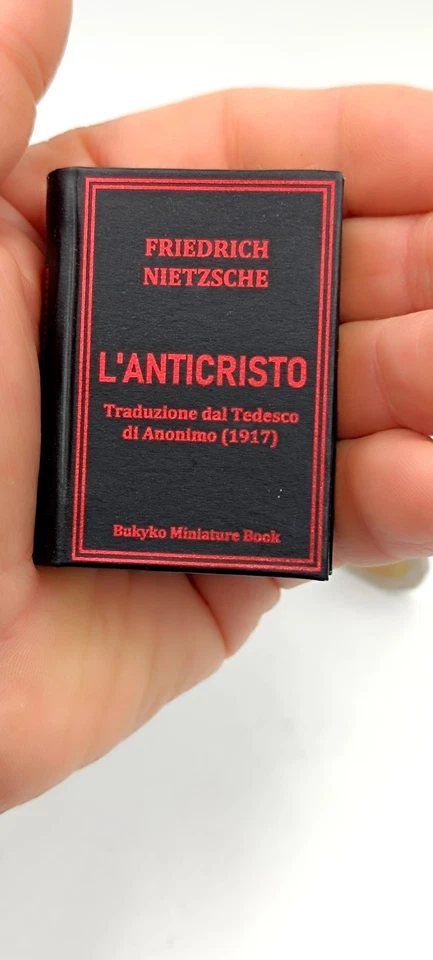 FRIEDRICH
NIETZSCHE
L'ANTICRISTO
Traduzione dal Tedesco
di Anonimo (1917)
Bukyko Miniature Book